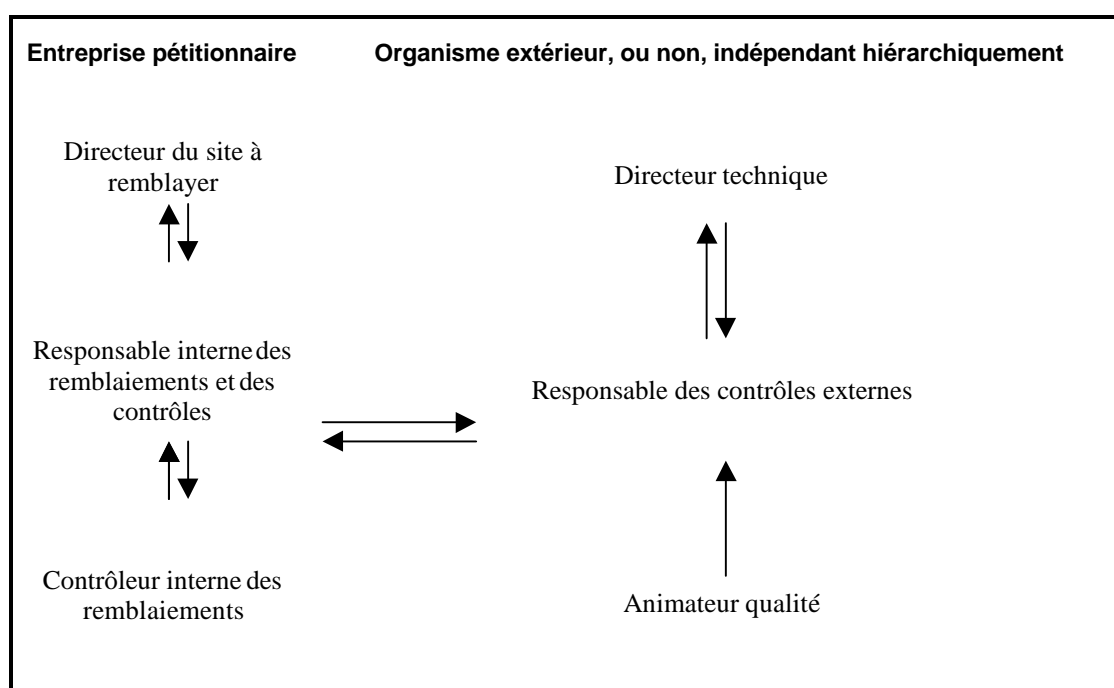 Entreprise pétitionnaire
Organisme extérieur, ou non, indépendant hiérarchiquement
Directeur du site à
remblayer
Directeur technique
Responsable interne des
remblaiements et des
contrôles
Responsable des contrôles externes
Contrôleur interne des
remblaiements
Animateur qualité